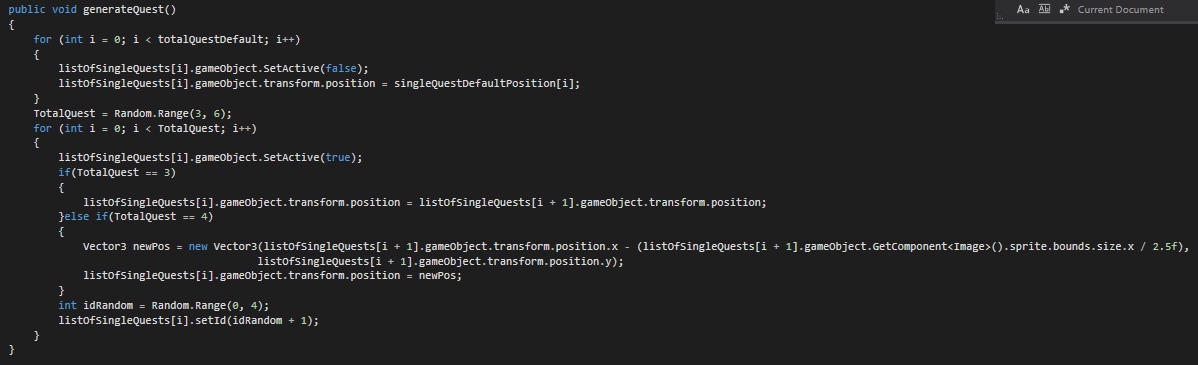 public void generateQuest()
Aa Abl .* Current Document
{
for (int i = 0; i < totalQuestDefault; i++)
{
listOfSingleQuests[i].gameObject.SetActive(false);
listOfSingleQuests[i].gameObject.transform.position = singleQuestDefaultPosition[i];
}
TotalQuest = Random.Range(3, 6);
for (int i = 0; i < TotalQuest; i++)
{
listOfSingleQuests[i].gameObject.SetActive(true);
if(TotalQuest == 3)
{
listOfSingleQuests[i].gameObject.transform.position = listOfSingleQuests[i + 1].gameObject.transform.position;
}else if(TotalQuest == 4)
{
Vector3 newPos = new Vector3(listOfSingleQuests[i + 1].gameObject.transform.position.x - (listOfSingleQuests[i + 1].gameObject.GetComponent<Image>().sprite.bounds.size.x / 2.5f),
listOfSingleQuests[i + 1].gameObject.transform.position.y);
listOfSingleQuests[i].gameObject.transform.position = newPos;
}
int idRandom = Random.Range(0, 4);
listOfSingleQuests[i].setId(idRandom + 1);
}
}